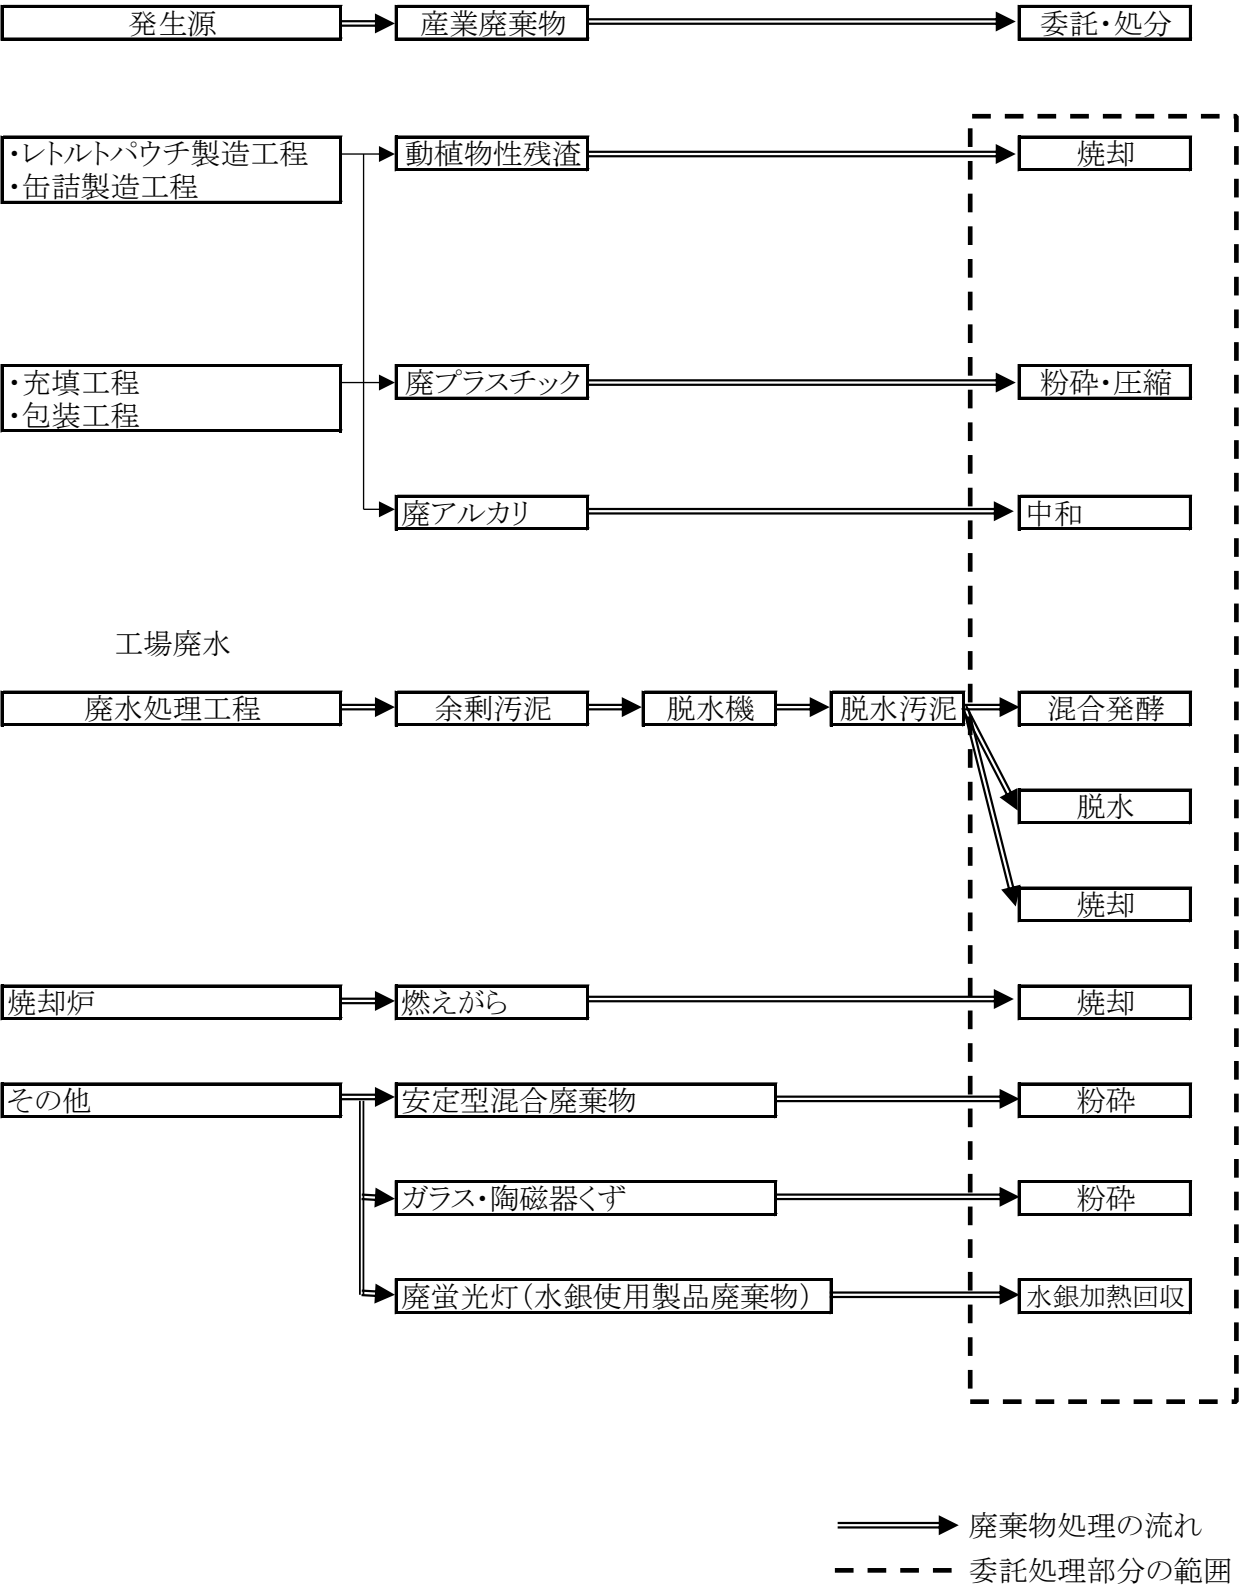 発生源
産業廃棄物
委託・処分
・レトルトパウチ製造工程
・缶詰製造工程
動植物性残渣
焼却
・充填工程
・包装工程
廃プラスチック
粉砕・圧縮
廃アルカリ
中和
工場廃水
廃水処理工程
余剰汚泥
脱水機
脱水汚泥
混合発酵
脱水
焼却
焼却炉
燃えがら
焼却
その他
安定型混合廃棄物
粉砕
ガラス・陶磁器くず
粉砕
廃蛍光灯（水銀使用製品廃棄物）
水銀加熱回収
廃棄物処理の流れ
委託処理部分の範囲